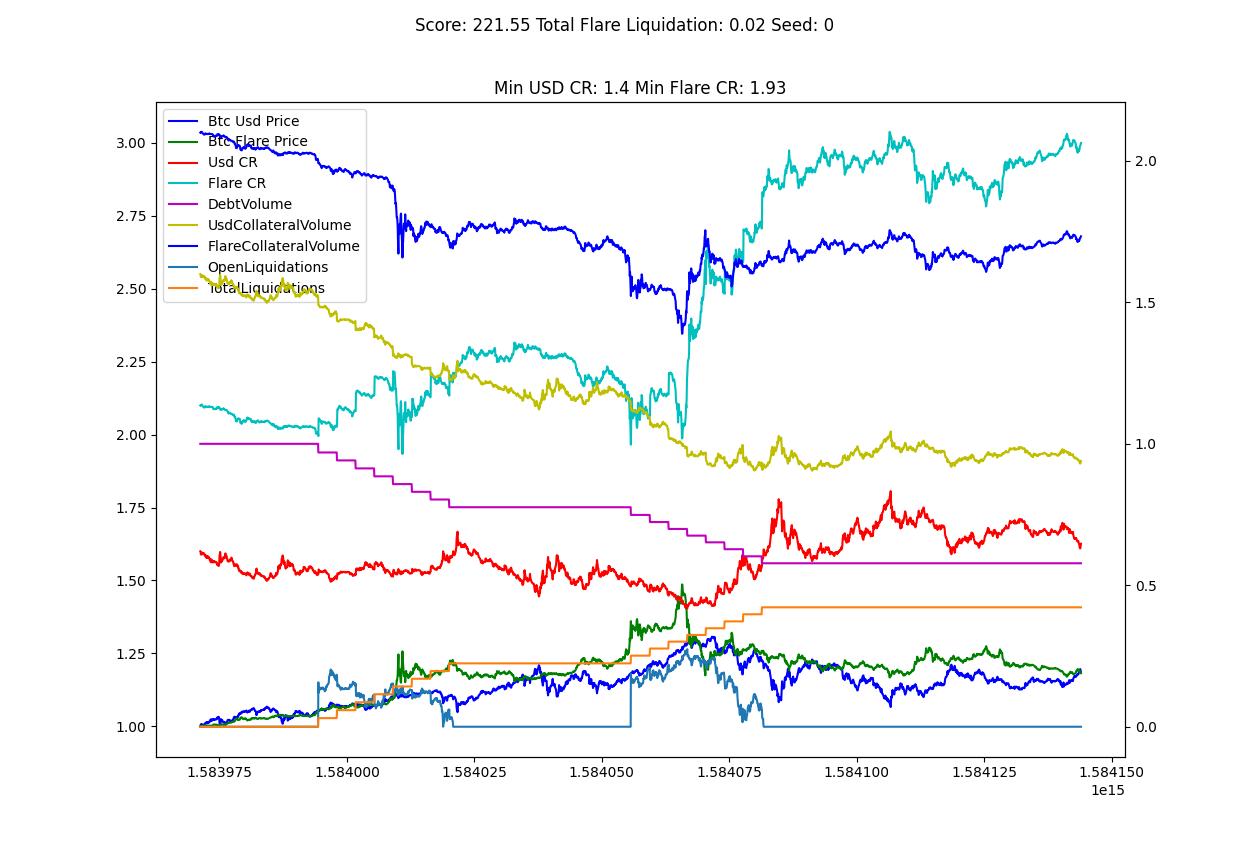 Score: 221.55 Total Flare Liquidation: 0.02 Seed: 0
Min USD CR: 1.4 Min Flare CR: 1.93
Btc Usd Price
Btc Flare Price
Usd CR
Flare CR
DebtVolume
UsdCollateralVolume
FlareCollateralVolume
OpenLiquidations
TotalLiquidations
3.00
2.75
2.50
2.25
2.00
1.75
1.50
1.25
1.00
2.0
1.5
1.0
0.5
0.0
1.583975 1.584000 1.584025 1.584050 1.584075 1.584100 1.584125 1.584150
1e15